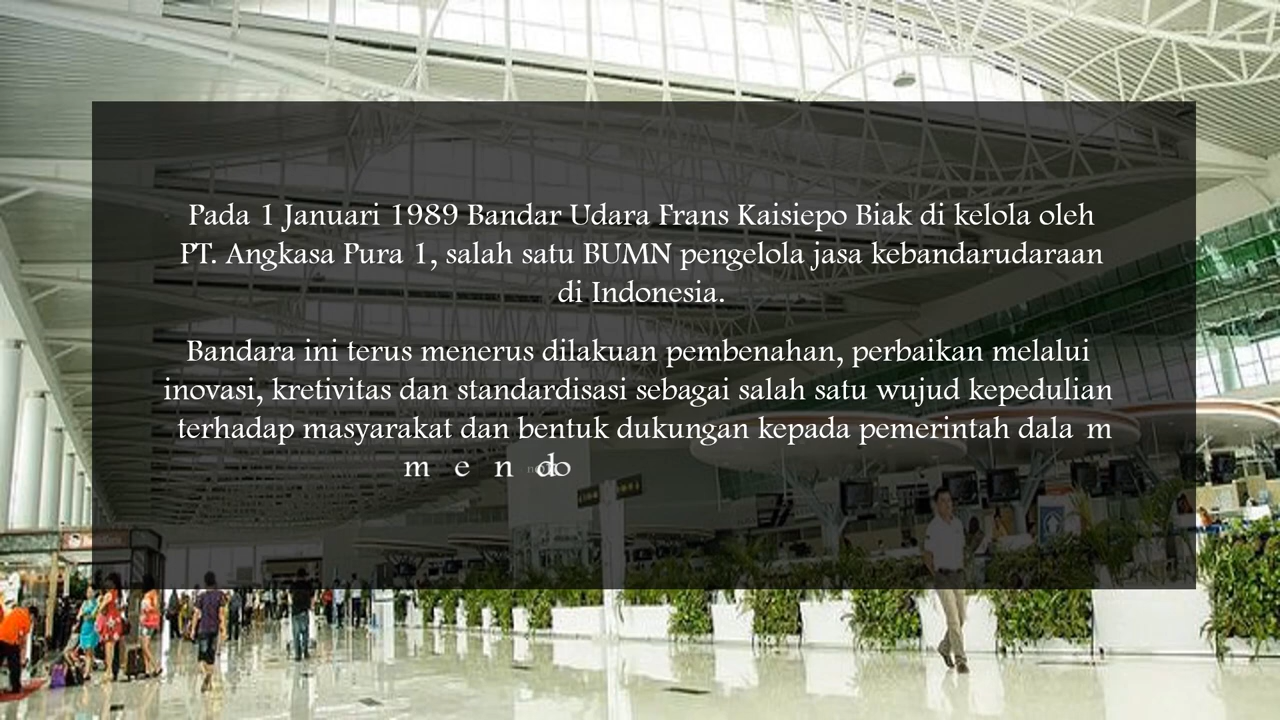 Pada 1 Januari 1989 Bandar Udara Frans Kaisiepo Biak di kelola oleh
PT. Angkasa Pura 1, salah satu BUMN pengelola jasa kebandarudaraan
di Indonesia.
Bandara ini terus menerus dilakuan pembenahan, perbaikan melalui
inovasi, kretivitas dan standardisasi sebagai salah satu wujud kepedulian
terhadap masyarakat dan bentuk dukungan kepada pemerintah dala m
m e n do